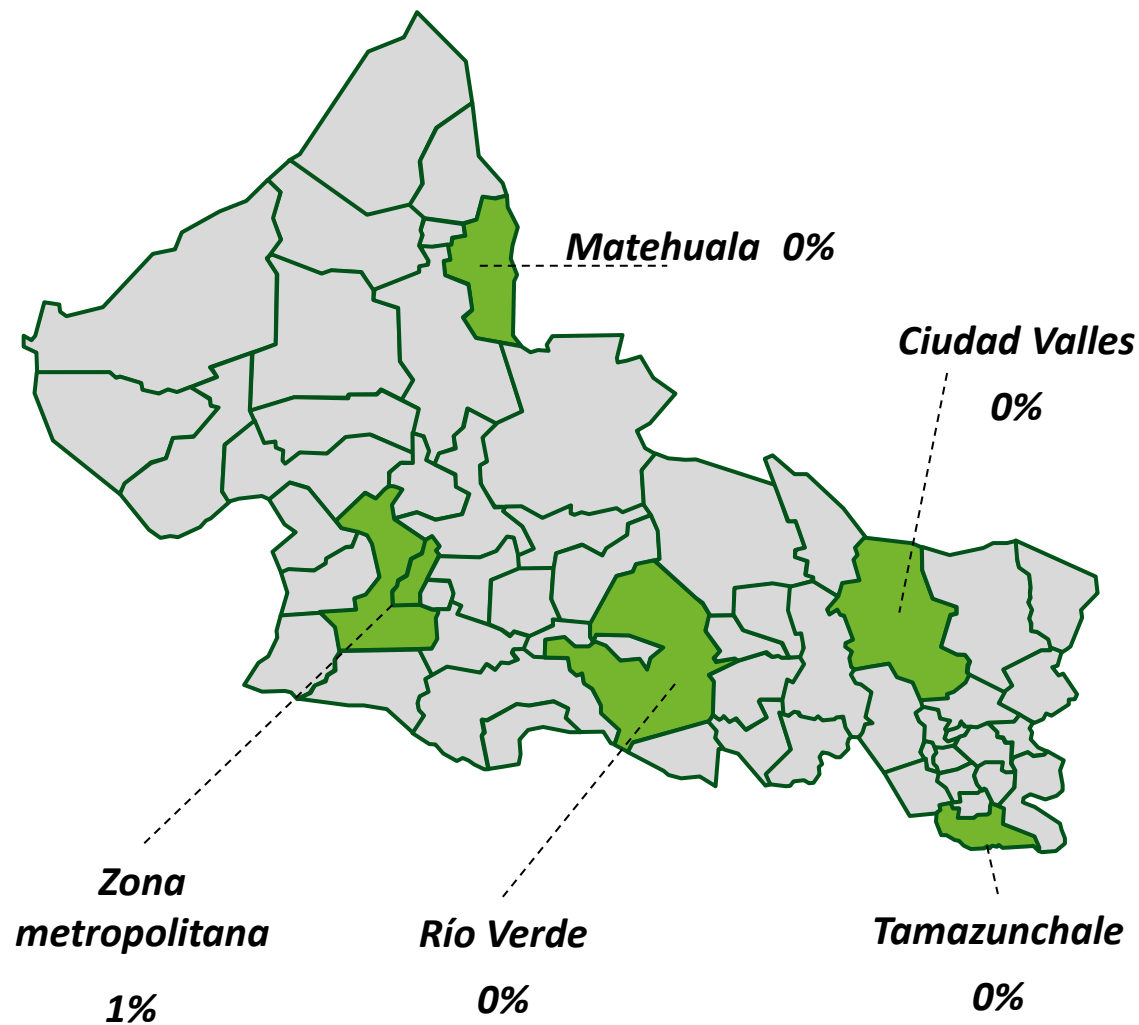 Matehuala 0%
Ciudad Valles
0%
Zona
metropolitana
1%
Río Verde
0%
Tamazunchale
0%